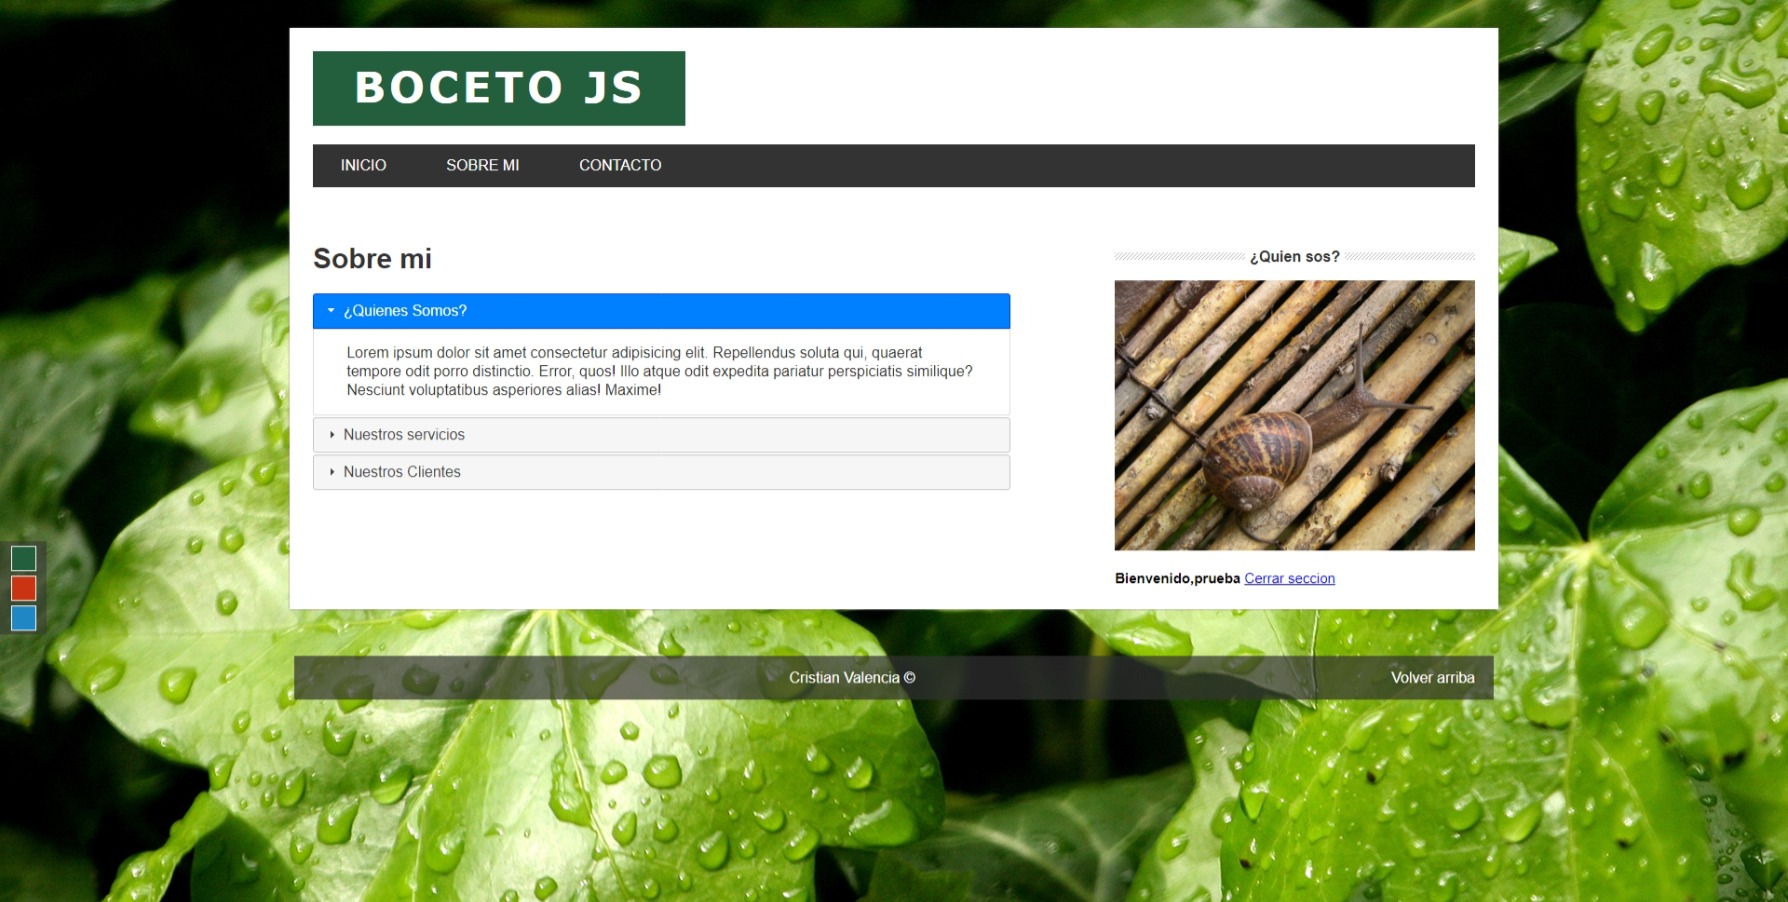 BOCETO JS
INICIO SOBRE MI CONTACTO
Sobre mi
¿Quienes Somos?
Lorem ipsum dolor sit amet consectetur adipisicing elit. Repellendus soluta qui, quaerat
tempore odit porro distinctio. Error, quos! Illo atque odit expedita pariatur perspiciatis similique?
Nesciunt voluptatibus asperiores alias! Maxime!
Nuestros servicios
Nuestros Clientes
¿Quien sos?
Bienvenido,prueba Cerrar seccion
Cristian Valencia ©
Volver arriba